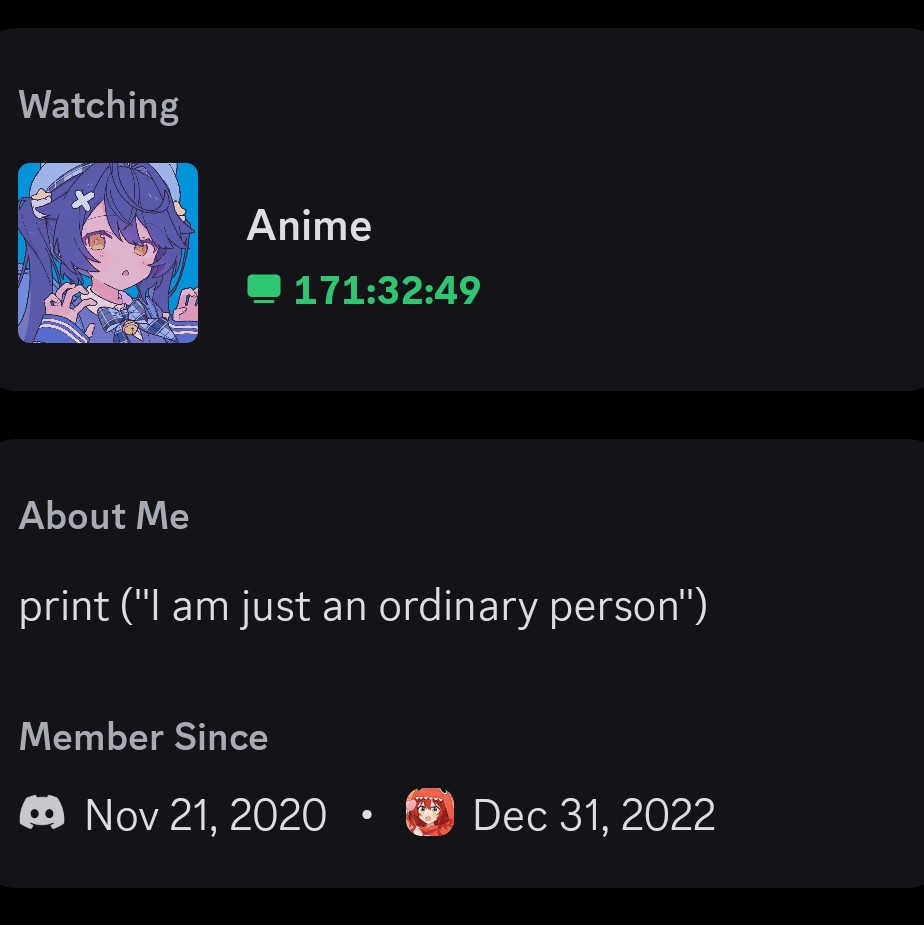 Watching
Anime
171:32:49
About Me
print ("I am just an ordinary person")
Member Since
Nov 21, 2020 • Dec 31, 2022